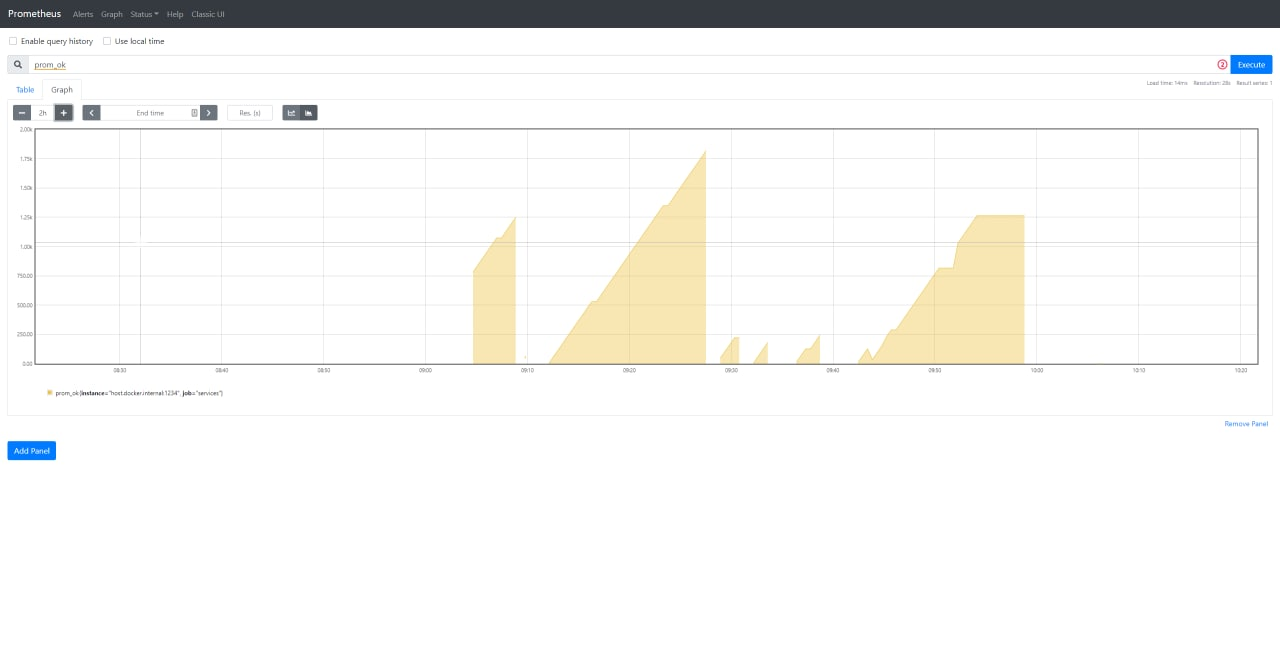 Prometheus Alerts Graph Status Help Classic UI
Enable query history Use local time
prom_ok 2 Execute
Load time: 14ms Resolution: 28s Result series: 1
Table Graph
2h End time Res. (s)
2.00k
1.75k
1.50k
1.25k
1.00k
750.00
500.00
250.00
0.00
08:30 08:40 08:50 09:00 09:10 09:20 09:30 09:40 09:50 10:00 10:10 10:20
prom_ok{instance="host.docker.internal:1234", job="services"}
Remove Panel
Add Panel